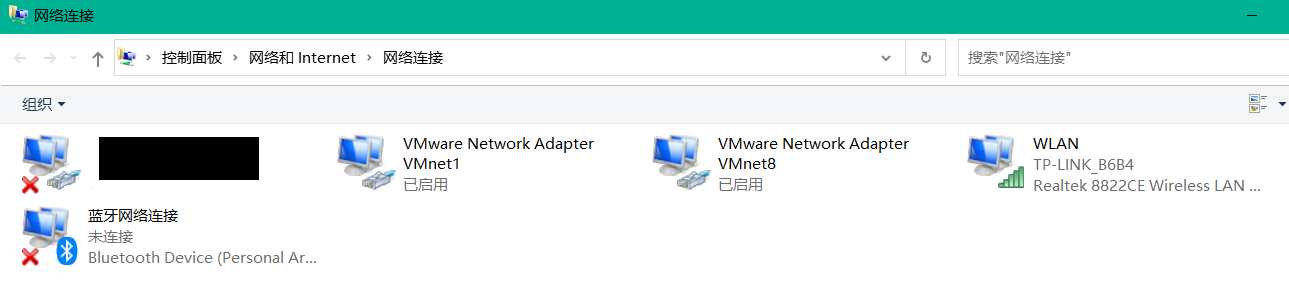 网络连接
控制面板 › 网络和 Internet › 网络连接
搜索"网络连接"
组织
VMware Network Adapter
VMnet1
已启用
VMware Network Adapter
VMnet8
已启用
WLAN
TP-LINK_B6B4
Realtek 8822CE Wireless LAN ...
蓝牙网络连接
未连接
Bluetooth Device (Personal Ar...